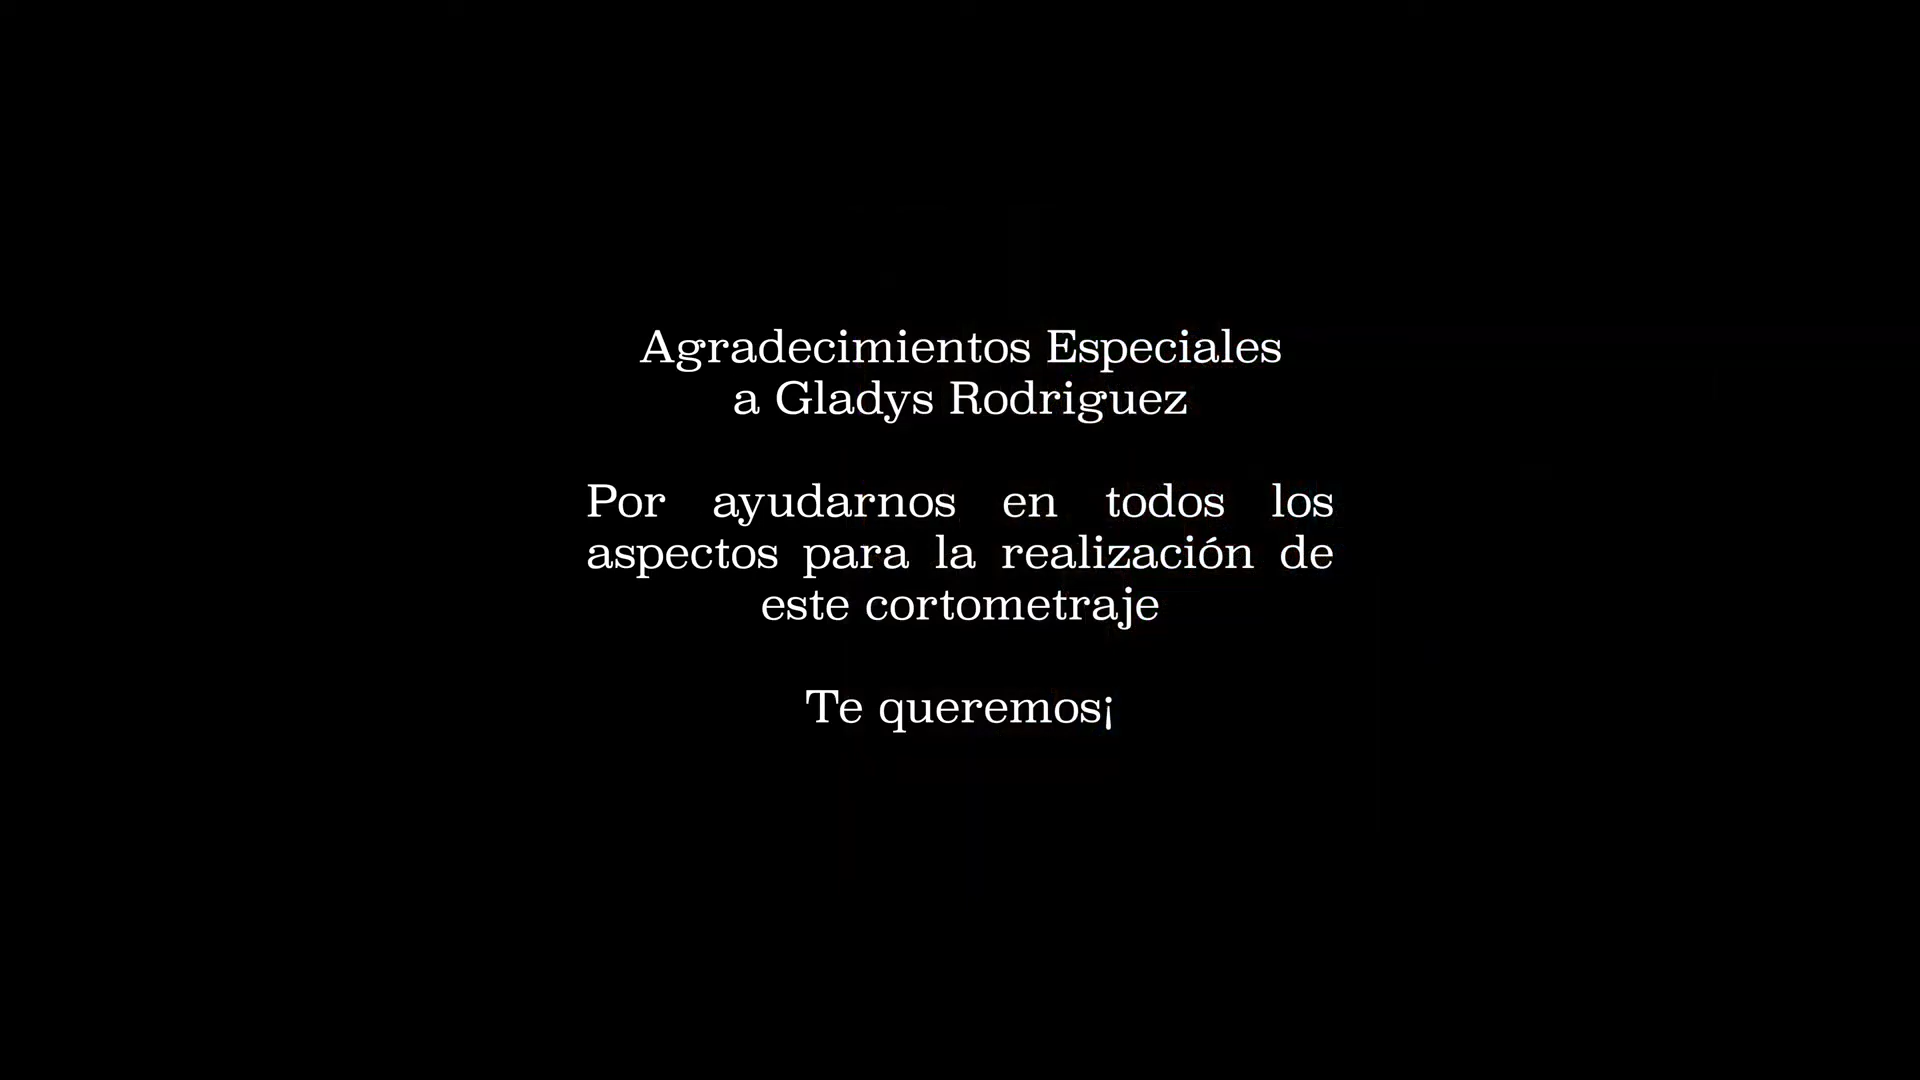 Agradecimientos Especiales
a Gladys Rodriguez
Por ayudarnos en todos los
aspectos para la realización de
este cortometraje
Te queremos¡